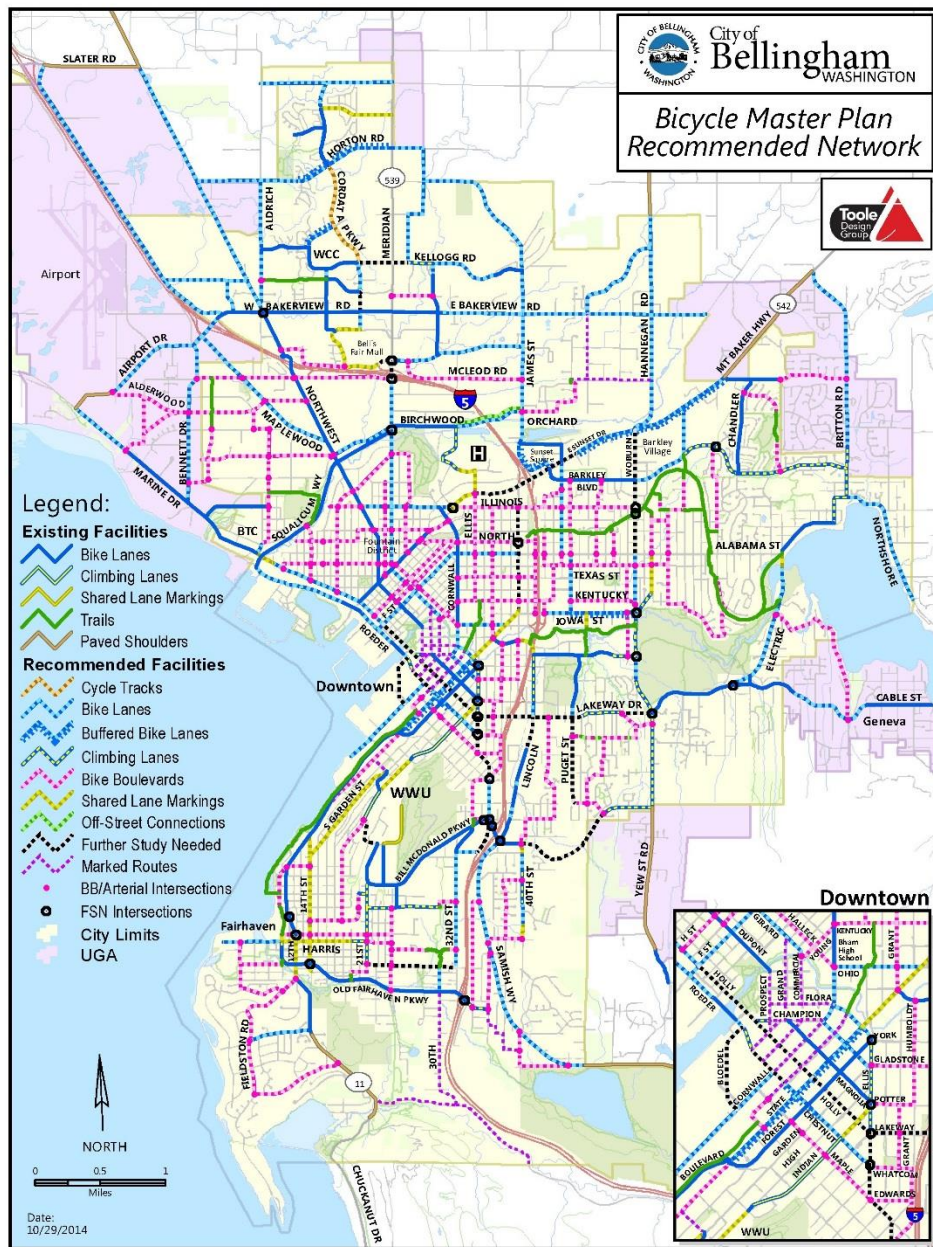 City of
Bellingham
WASHINGTON
CITY OF BELLINGHAM
WASHINGTON
Bicycle Master Plan
Recommended Network
Toole
Design
Group
SLATER RD
HORTON RD
539
ALDRICH
CORDATA PKWY
MERIDIAN
WCC
KELLOGG RD
Airport
W BAKERVIEW RD
E BAKERVIEW RD
HANNEGAN RD
MT BAKER HWY
542
AIRPORT DR
Bell's
Fair Mall
MCLEOD RD
JAMES ST
ALDERWOOD
BENNETT DR
MAPLEWOOD
NORTHWEST
5
BIRCHWOOD
ORCHARD
CHANDLER
BRITTON RD
H
E SUNSET DR
Sunset
Square
WOBURN
Barkley
Village
BARKLEY
BLVD
MARINE DR
SQUALICUM WY
BTC
ILLINOIS
ELLIS
NORTH
Fountain
District
ALABAMA ST
NORTHSHORE
TEXAS ST
KENTUCKY
CORNWALL
IOWA ST
F ST
ROEDER
ELECTRIC
Downtown
LAKEWAY DR
CABLE ST
Geneva
LINCOLN
PUGET ST
WWU
S GARDEN ST
BILL MCDONALD PKWY
YEW ST RD
14TH ST
40TH ST
32ND ST
Fairhaven
12TH
HARRIS
21ST
SAMISH WY
OLD FAIRHAVEN PKWY
FIELDSTON RD
30TH
11
CHUCKANUT DR
Legend:
Existing Facilities
Bike Lanes
Climbing Lanes
Shared Lane Markings
Trails
Paved Shoulders
Recommended Facilities
Cycle Tracks
Bike Lanes
Buffered Bike Lanes
Climbing Lanes
Bike Boulevards
Shared Lane Markings
Off-Street Connections
Further Study Needed
Marked Routes
BB/Arterial Intersections
FSN Intersections
City Limits
UGA
NORTH
0 0.5 1
Miles
Date:
10/29/2014
Downtown
H ST
F ST
GIRARD
DUPONT
HALLECK
YOUNG
KENTUCKY
Bham
High
School
GRANT
OHIO
HOLLY
ROEDER
PROSPECT
GRAND
COMMERCIAL
FLORA
CHAMPION
HUMBOLDT
YORK
GLADSTONE
BLOEDEL
ELLIS
CORNWALL
MAGNOLIA
POTTER
STATE
HOLLY
CHESTNUT
LAKEWAY
FOREST
BOULEVARD
GARDEN
HIGH
INDIAN
MAPLE
GRANT
WHATCOM
EDWARDS
WWU
5